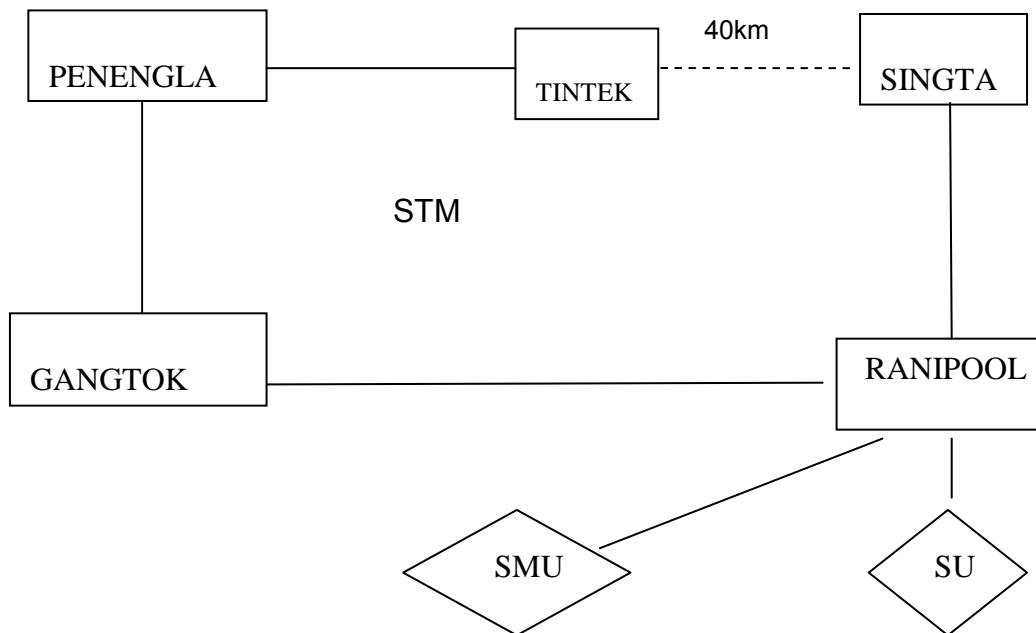 40km
PENENGLA
TINTEK
SINGTA
STM
GANGTOK
RANIPOOL
SMU
SU